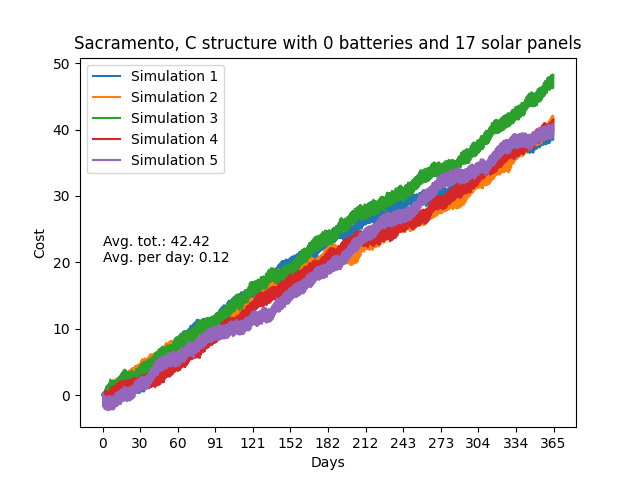 Sacramento, C structure with 0 batteries and 17 solar panels
50
40
30
20
10
0
Cost
Simulation 1
Simulation 2
Simulation 3
Simulation 4
Simulation 5
Avg. tot.: 42.42
Avg. per day: 0.12
0 30 60 91 121 152 182 212 243 273 304 334 365
Days